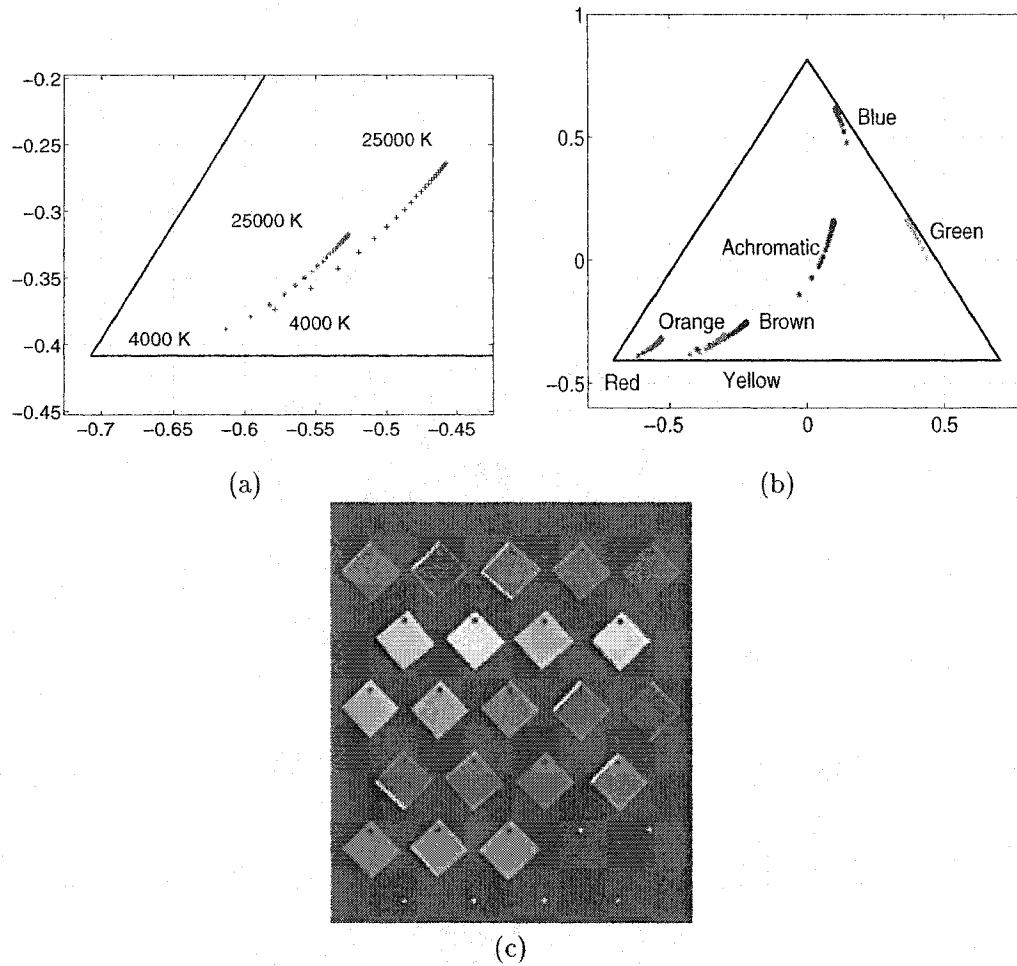 -0.2
-0.25
-0.3
-0.35
-0.4
-0.45
-0.7
-0.65
-0.6
-0.55
-0.5
-0.45
25000 K
25000 K
4000 K
4000 K
(a)
1
0.5
0
-0.5
-0.5
0
0.5
Blue
Green
Achromatic
Orange
Brown
Red
Yellow
(b)
(c)